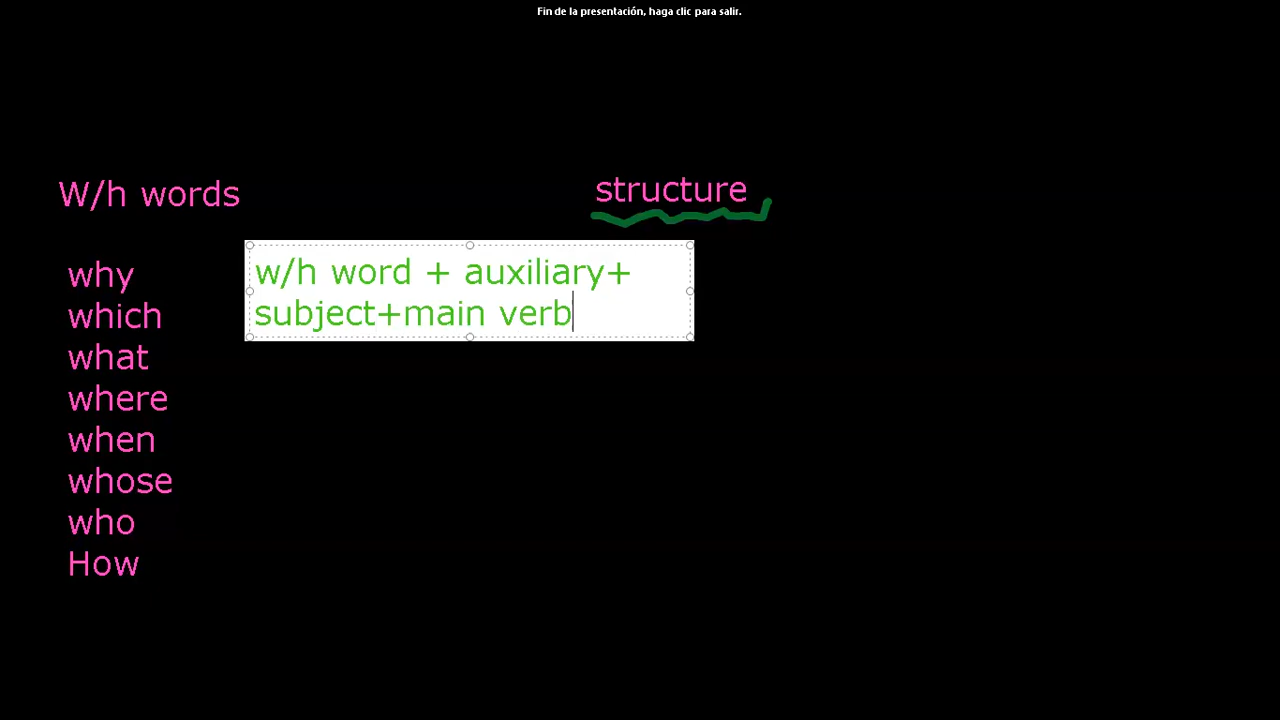 Fin de la presentación, haga clic para salir.
W/h words
structure
w/h word + auxiliary+
subject+main verb
why
which
what
where
when
whose
who
How